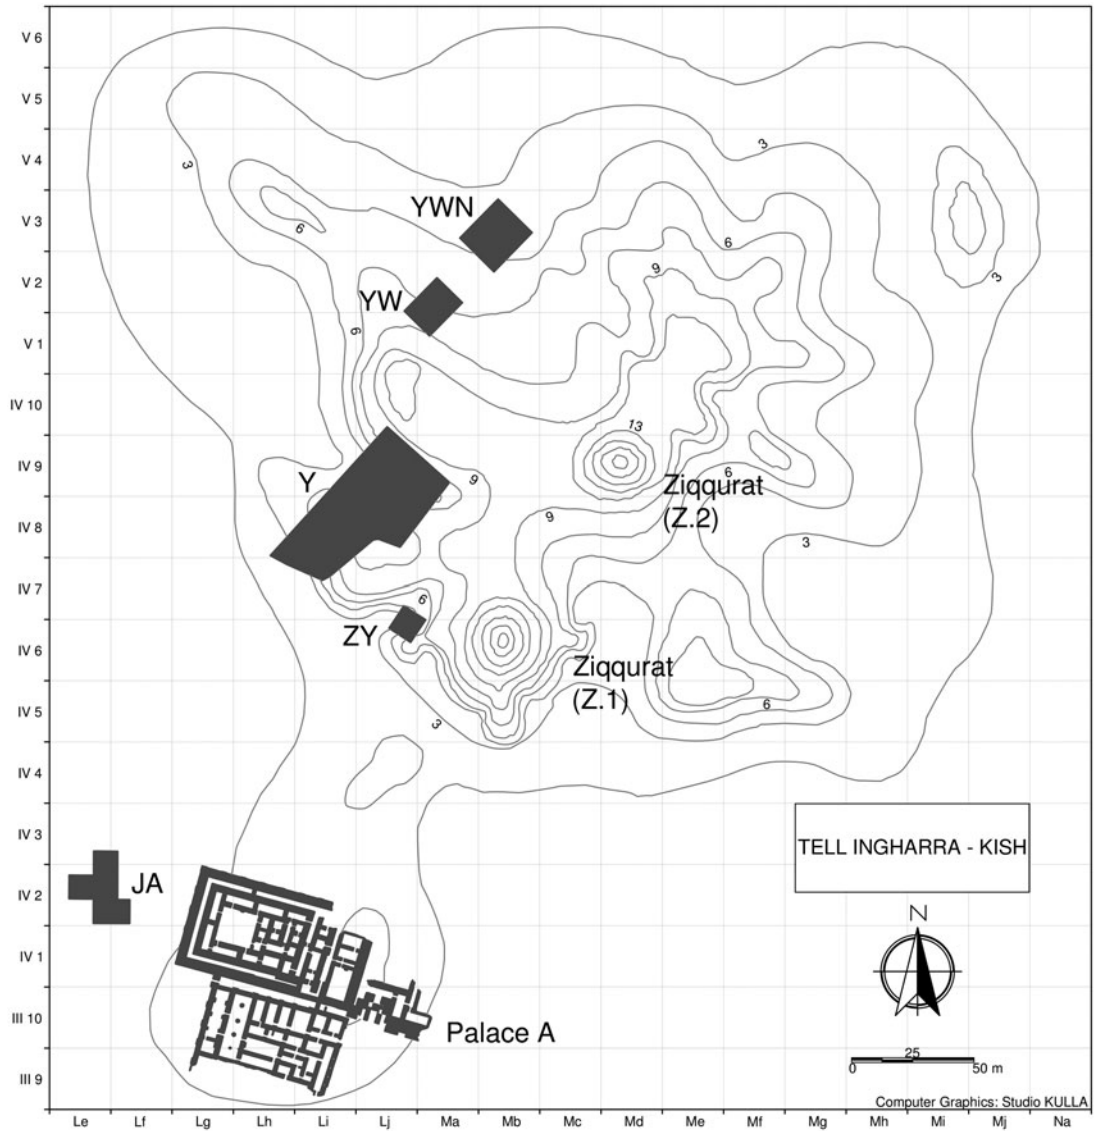 V 6
V 5
V 4
3
3
YWN
V 3
6
6
3
V 2
9
YW
6
V 1
IV 10
13
IV 9
Y
9
6
Ziqqurat
(Z.2)
IV 8
9
3
IV 7
6
ZY
IV 6
Ziqqurat
(Z.1)
IV 5
6
3
IV 4
IV 3
TELL INGHARRA - KISH
JA
IV 2
N
IV 1
III 10
Palace A
25
0
50 m
III 9
Computer Graphics: Studio KULLA
Le Lf Lg Lh Li Lj Ma Mb Mc Md Me Mf Mg Mh Mi Mj Na